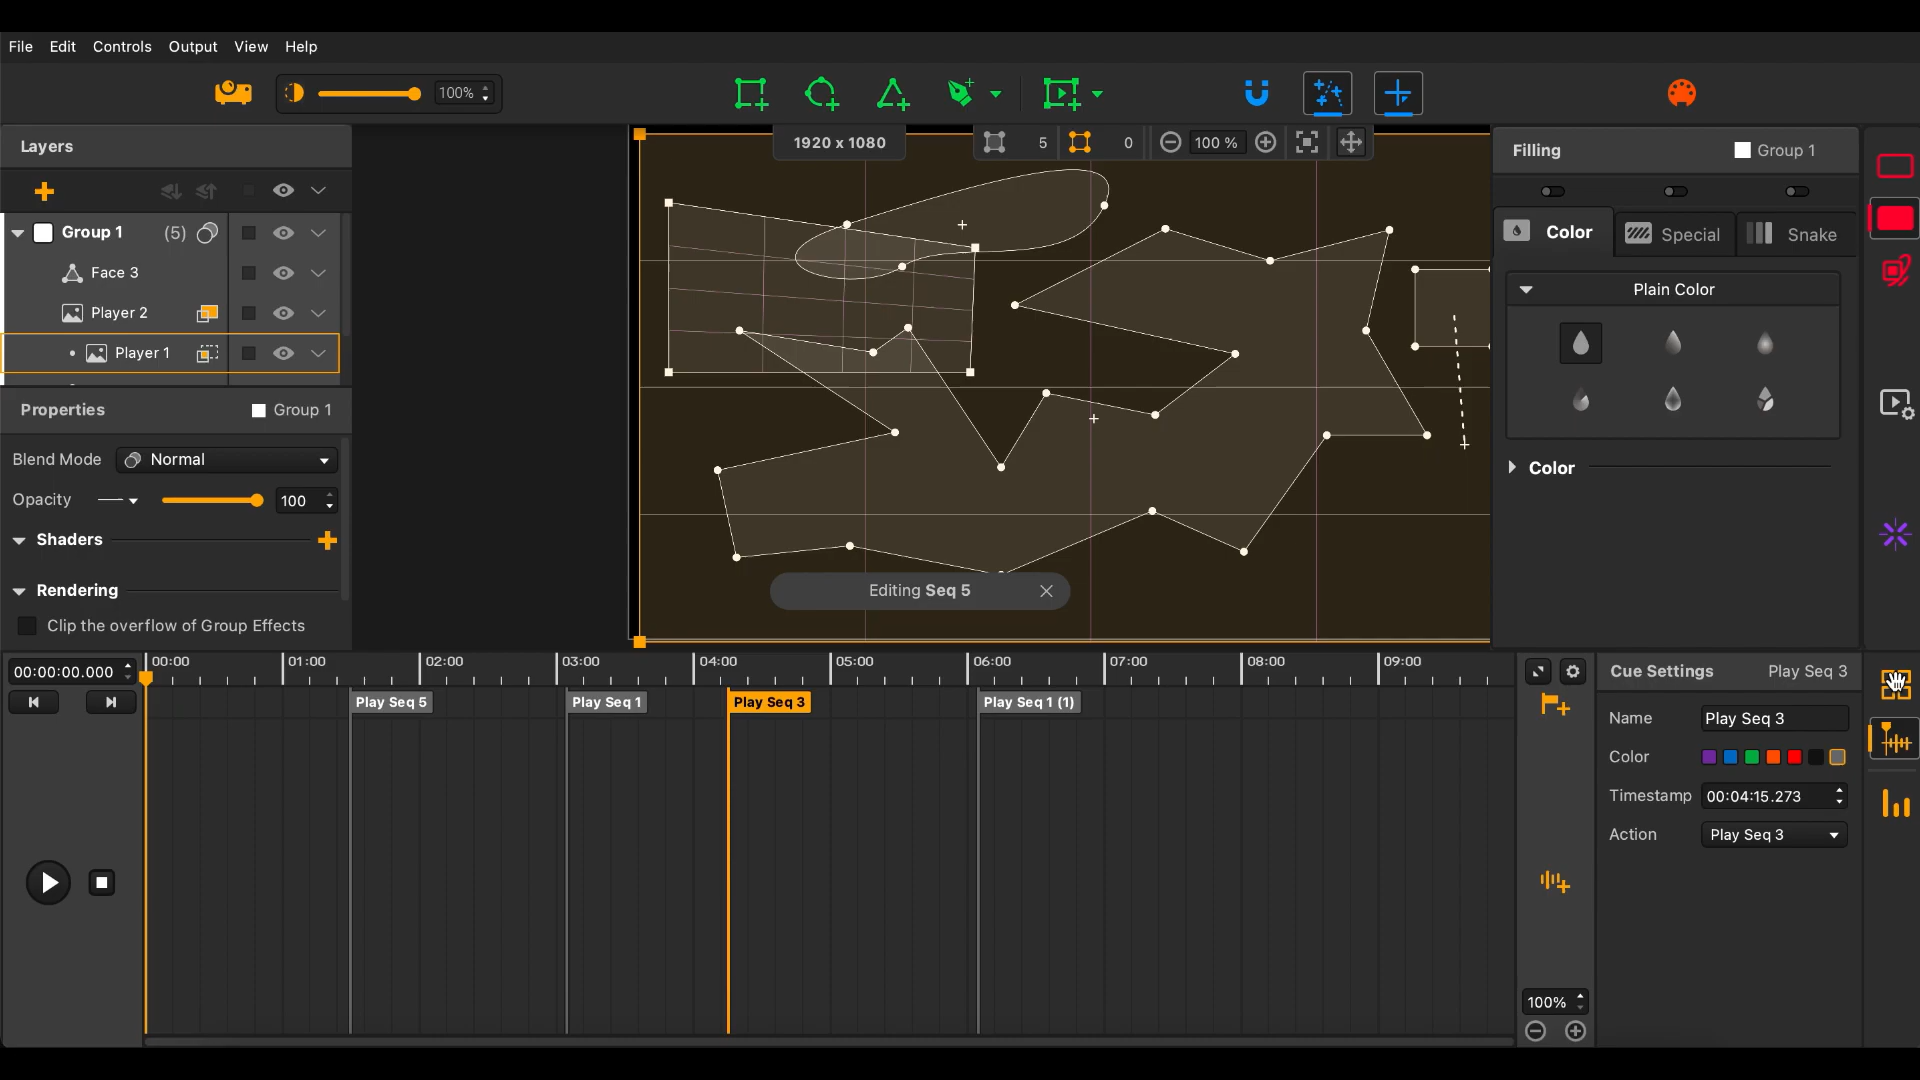 File Edit Controls Output View Help
100%
Layers
1920 x 1080 5 0 100 %
Filling Group 1
Group 1 (5)
Color Special Snake
Face 3
Plain Color
Player 2
Player 1
Properties Group 1
Blend Mode Normal
Color
Opacity 100
Shaders
Rendering
Editing Seq 5
Clip the overflow of Group Effects
00:00:00.000 00:00 01:00 02:00 03:00 04:00 05:00 06:00 07:00 08:00 09:00
Cue Settings Play Seq 3
Play Seq 5 Play Seq 1 Play Seq 3 Play Seq 1 (1)
Name Play Seq 3
Color
Timestamp 00:04:15.273
Action Play Seq 3
100%